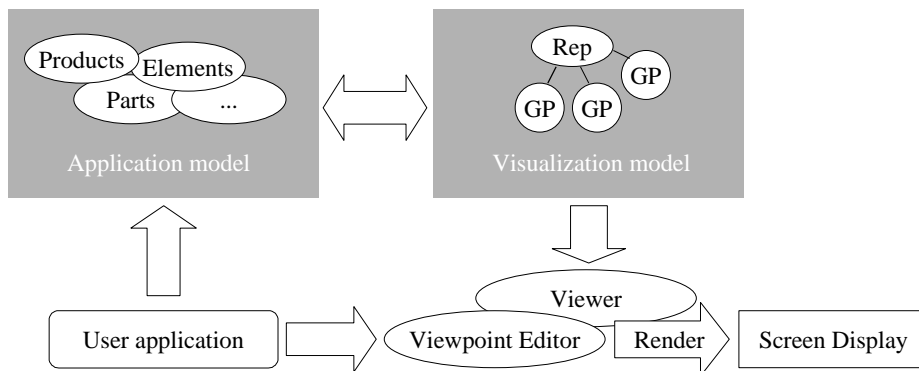 Products
Elements
Parts
...
Application model
Rep
GP
GP
GP
Visualization model
Viewer
User application
Viewpoint Editor
Render
Screen Display